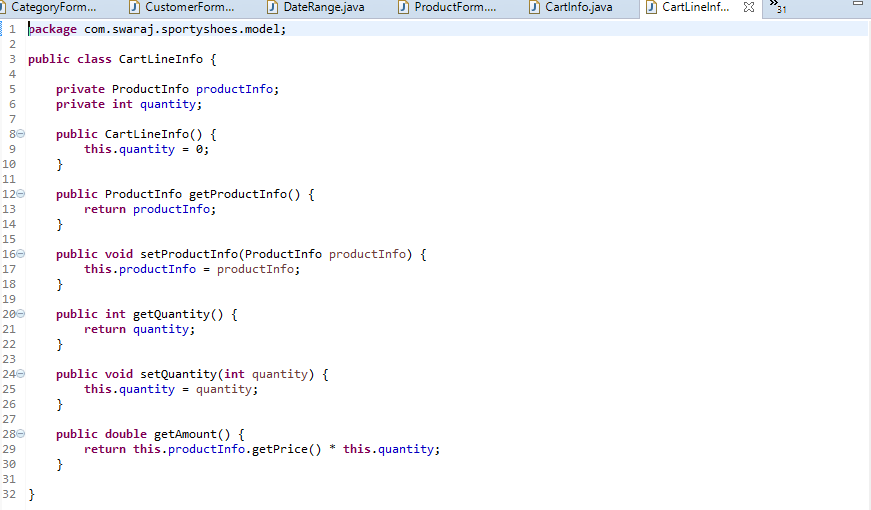 CategoryForm... CustomerForm... DateRange.java ProductForm.... CartInfo.java CartLineInf... 31
1 package com.swaraj.sportyshoes.model;
2
3 public class CartLineInfo {
4
5 private ProductInfo productInfo;
6 private int quantity;
7
8 public CartLineInfo() {
9 this.quantity = 0;
10 }
11
12 public ProductInfo getProductInfo() {
13 return productInfo;
14 }
15
16 public void setProductInfo(ProductInfo productInfo) {
17 this.productInfo = productInfo;
18 }
19
20 public int getQuantity() {
21 return quantity;
22 }
23
24 public void setQuantity(int quantity) {
25 this.quantity = quantity;
26 }
27
28 public double getAmount() {
29 return this.productInfo.getPrice() * this.quantity;
30 }
31
32 }